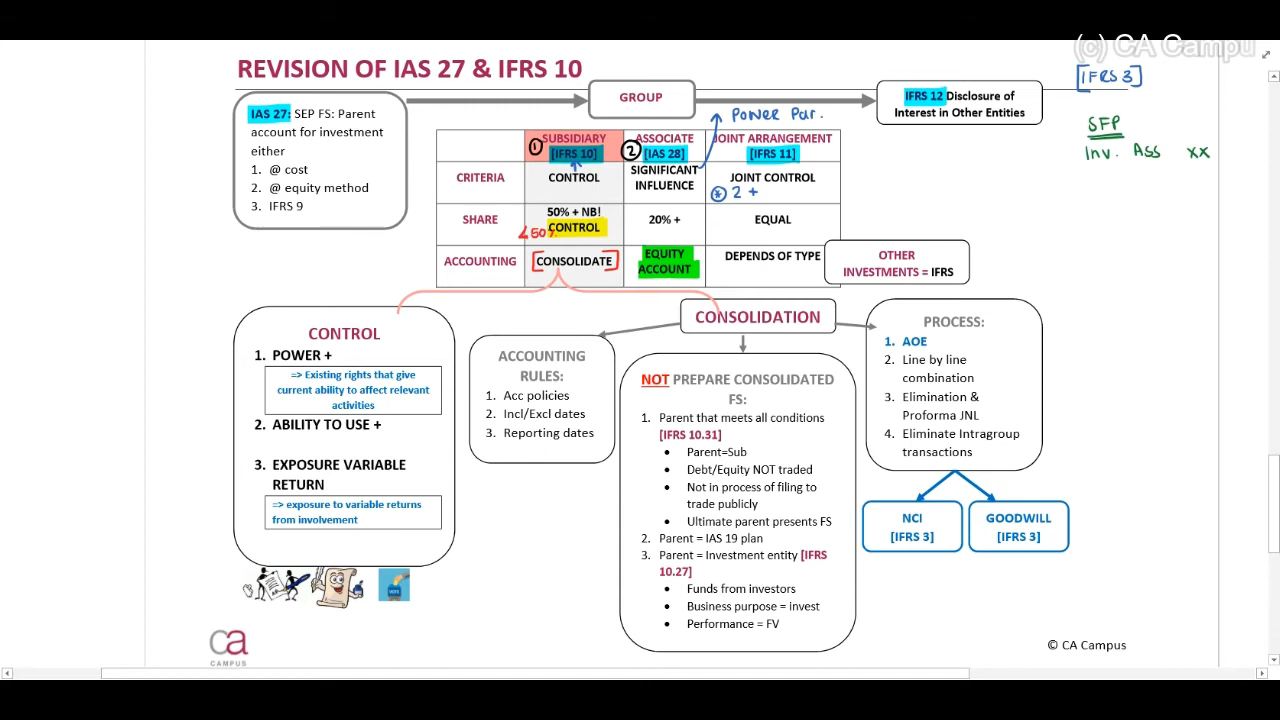 (c) CA Campu
REVISION OF IAS 27 & IFRS 10
[IFRS 3]
IAS 27: SEP FS: Parent
account for investment
either
1. @ cost
2. @ equity method
3. IFRS 9
GROUP
IFRS 12 Disclosure of
Interest in Other Entities
Power Par.
SFP
Inv. Ass xx
① SUBSIDIARY
[IFRS 10]
② ASSOCIATE
[IAS 28]
JOINT ARRANGEMENT
[IFRS 11]
CRITERIA
CONTROL
SIGNIFICANT
INFLUENCE
JOINT CONTROL
* 2 +
SHARE
50% + NB!
CONTROL
<50%
20% +
EQUAL
ACCOUNTING
[CONSOLIDATE]
EQUITY
ACCOUNT
DEPENDS OF TYPE
OTHER
INVESTMENTS = IFRS
CONTROL
1. POWER +
=> Existing rights that give
current ability to affect relevant
activities
2. ABILITY TO USE +
3. EXPOSURE VARIABLE
RETURN
=> exposure to variable returns
from involvement
VOTE
CONSOLIDATION
ACCOUNTING
RULES:
1. Acc policies
2. Incl/Excl dates
3. Reporting dates
NOT PREPARE CONSOLIDATED
FS:
1. Parent that meets all conditions
[IFRS 10.31]
• Parent=Sub
• Debt/Equity NOT traded
• Not in process of filing to
trade publicly
• Ultimate parent presents FS
2. Parent = IAS 19 plan
3. Parent = Investment entity [IFRS
10.27]
• Funds from investors
• Business purpose = invest
• Performance = FV
PROCESS:
1. AOE
2. Line by line
combination
3. Elimination &
Proforma JNL
4. Eliminate Intragroup
transactions
NCI
[IFRS 3]
GOODWILL
[IFRS 3]
ca
CAMPUS
© CA Campus